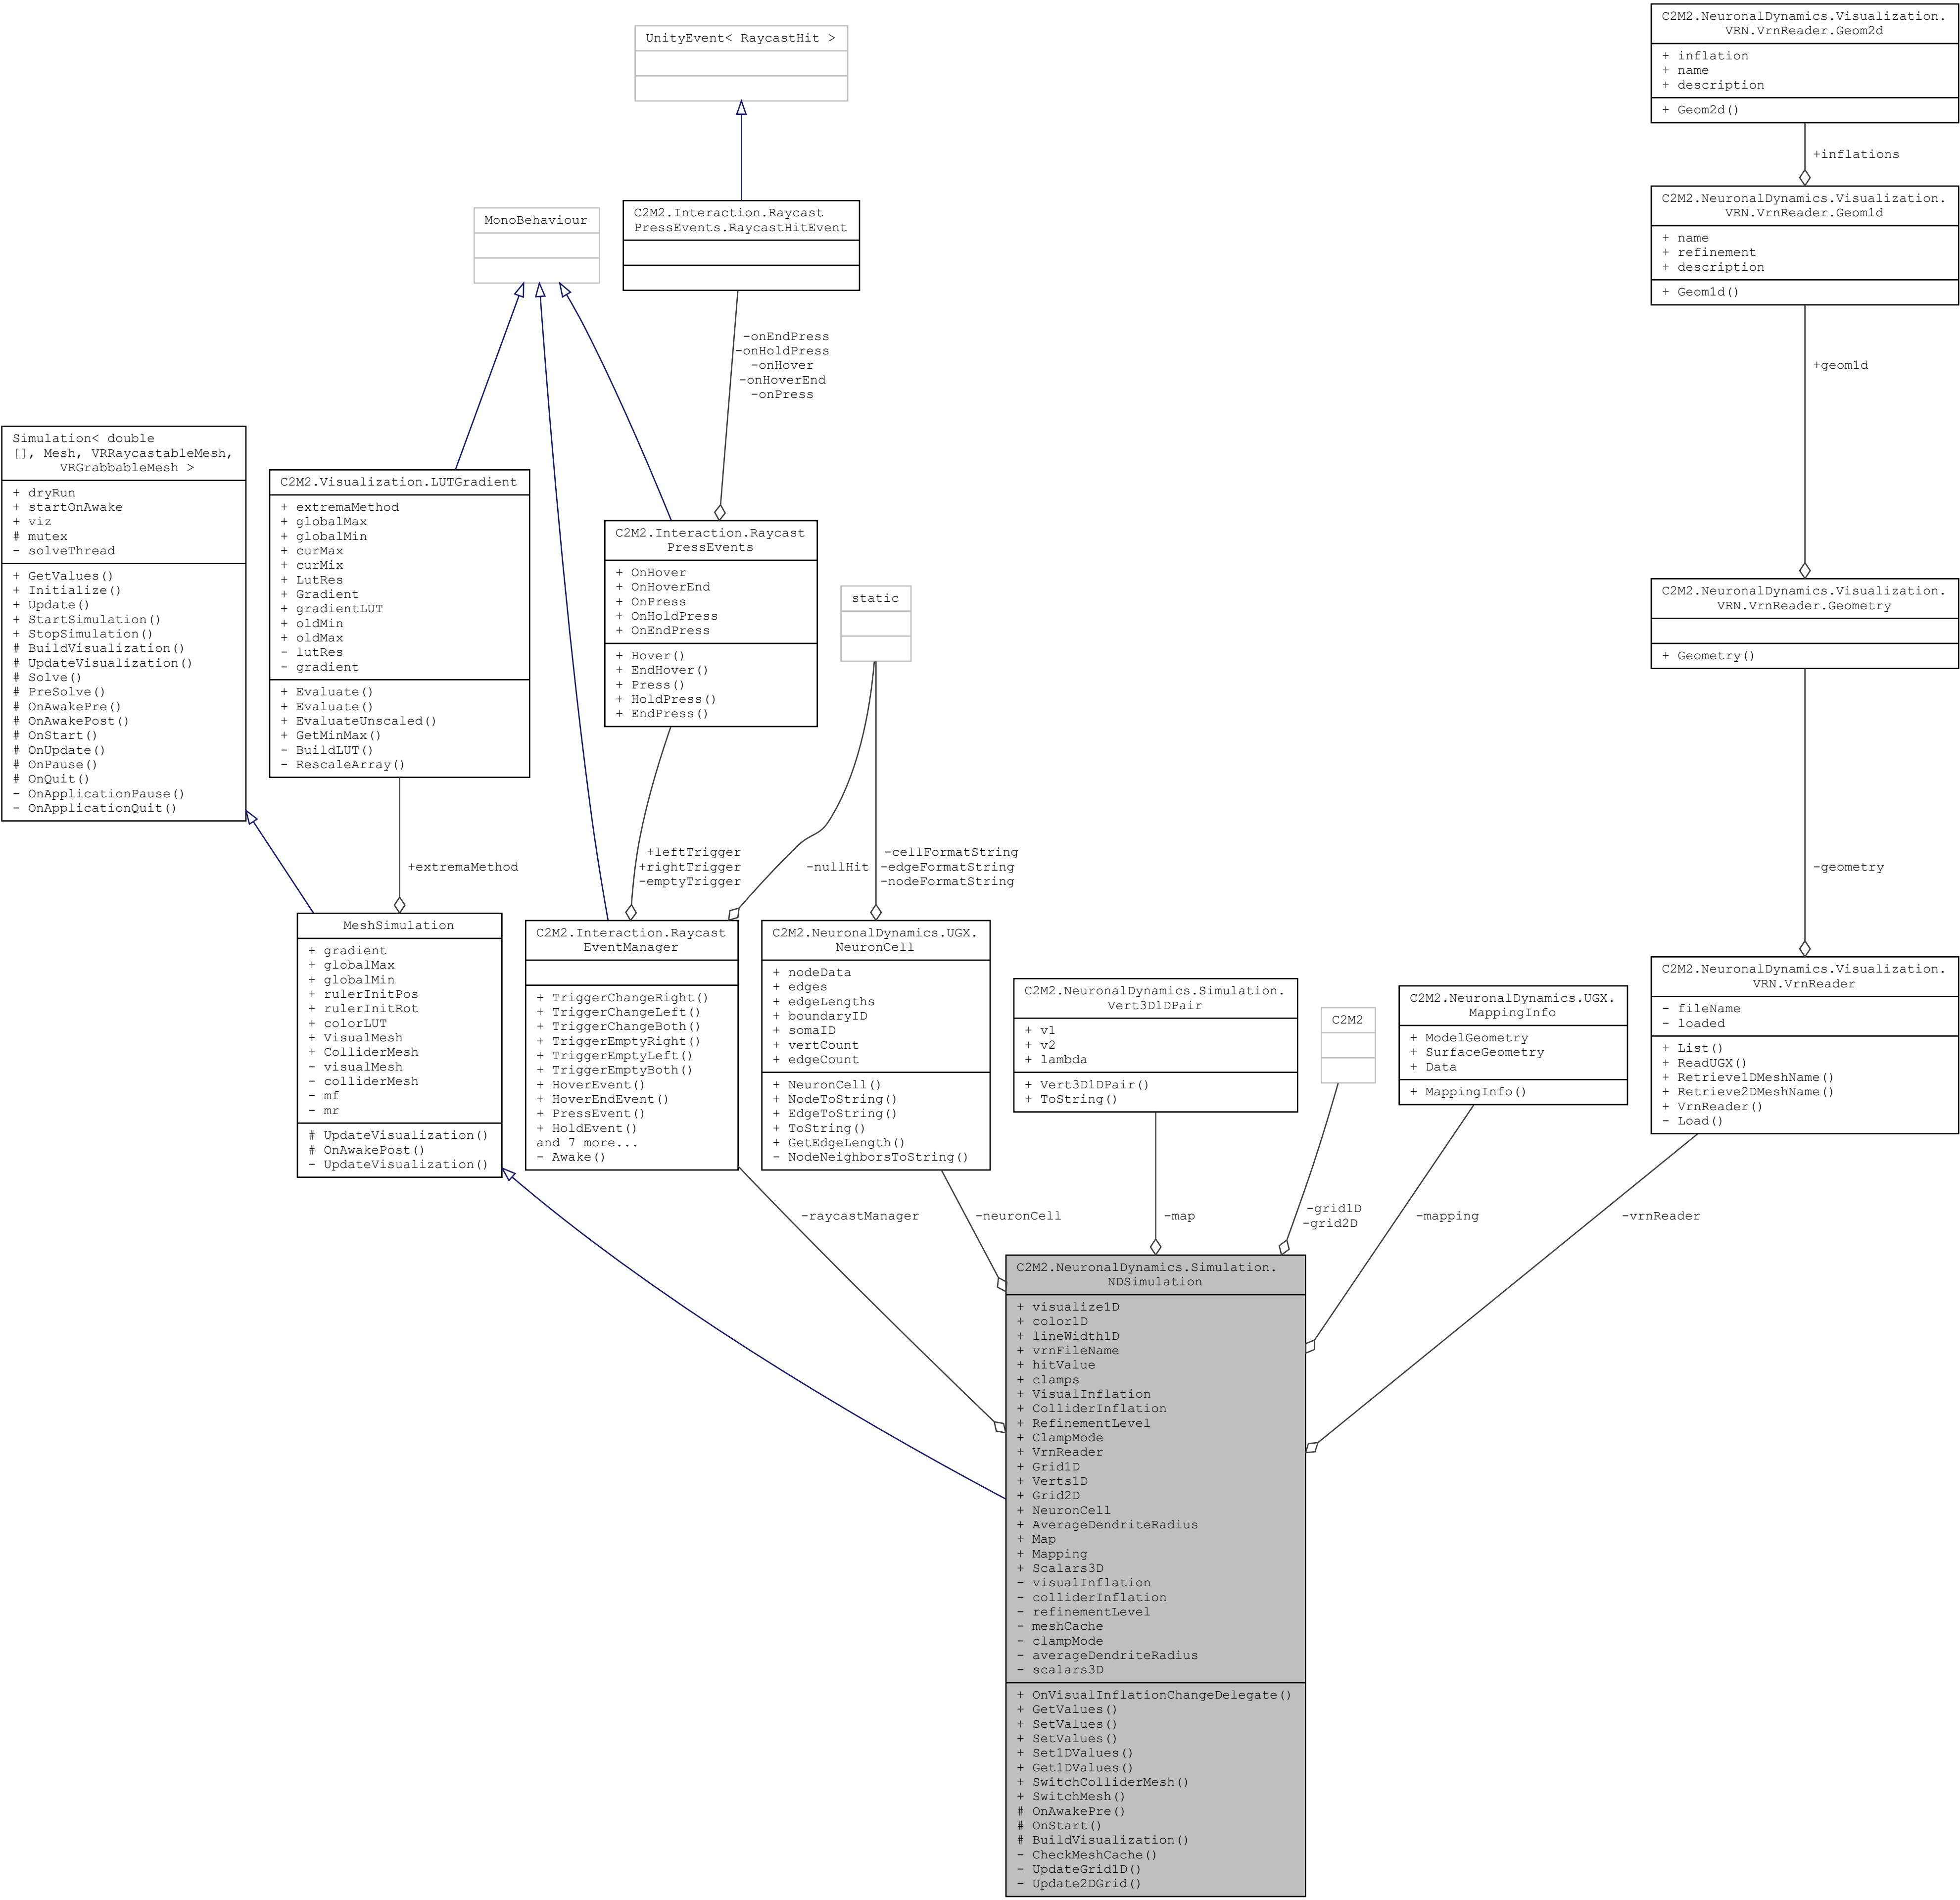 UnityEvent< RaycastHit >
C2M2.NeuronalDynamics.Visualization.
VRN.VrnReader.Geom2d
+ inflation
+ name
+ description
+ Geom2d()
+inflations
C2M2.NeuronalDynamics.Visualization.
VRN.VrnReader.Geom1d
+ name
+ refinement
+ description
+ Geom1d()
+geom1d
C2M2.NeuronalDynamics.Visualization.
VRN.VrnReader.Geometry
+ Geometry()
-geometry
C2M2.NeuronalDynamics.Visualization.
VRN.VrnReader
- fileName
- loaded
+ List()
+ ReadUGX()
+ Retrieve1DMeshName()
+ Retrieve2DMeshName()
+ VrnReader()
- Load()
-vrnReader
MonoBehaviour
C2M2.Interaction.Raycast
PressEvents.RaycastHitEvent
-onEndPress
-onHoldPress
-onHover
-onHoverEnd
-onPress
Simulation< double
[], Mesh, VRRaycastableMesh,
VRGrabbableMesh >
+ dryRun
+ startOnAwake
+ viz
# mutex
- solveThread
+ GetValues()
+ Initialize()
+ Update()
+ StartSimulation()
+ StopSimulation()
# BuildVisualization()
# UpdateVisualization()
# Solve()
# PreSolve()
# OnAwakePre()
# OnAwakePost()
# OnStart()
# OnUpdate()
# OnPause()
# OnQuit()
- OnApplicationPause()
- OnApplicationQuit()
C2M2.Visualization.LUTGradient
+ extremaMethod
+ globalMax
+ globalMin
+ curMax
+ curMix
+ LutRes
+ Gradient
+ gradientLUT
+ oldMin
+ oldMax
- lutRes
- gradient
+ Evaluate()
+ Evaluate()
+ EvaluateUnscaled()
+ GetMinMax()
- BuildLUT()
- RescaleArray()
+extremaMethod
C2M2.Interaction.Raycast
PressEvents
+ OnHover
+ OnHoverEnd
+ OnPress
+ OnHoldPress
+ OnEndPress
+ Hover()
+ EndHover()
+ Press()
+ HoldPress()
+ EndPress()
+leftTrigger
+rightTrigger
-emptyTrigger
static
-nullHit
-cellFormatString
-edgeFormatString
-nodeFormatString
MeshSimulation
+ gradient
+ globalMax
+ globalMin
+ rulerInitPos
+ rulerInitRot
+ colorLUT
+ VisualMesh
+ ColliderMesh
- visualMesh
- colliderMesh
- mf
- mr
# UpdateVisualization()
# OnAwakePost()
- UpdateVisualization()
C2M2.Interaction.Raycast
EventManager
+ TriggerChangeRight()
+ TriggerChangeLeft()
+ TriggerChangeBoth()
+ TriggerEmptyRight()
+ TriggerEmptyLeft()
+ TriggerEmptyBoth()
+ HoverEvent()
+ HoverEndEvent()
+ PressEvent()
+ HoldEvent()
and 7 more...
- Awake()
-raycastManager
C2M2.NeuronalDynamics.UGX.
NeuronCell
+ nodeData
+ edges
+ edgeLengths
+ boundaryID
+ somaID
+ vertCount
+ edgeCount
+ NeuronCell()
+ NodeToString()
+ EdgeToString()
+ ToString()
+ GetEdgeLength()
- NodeNeighborsToString()
-neuronCell
C2M2.NeuronalDynamics.Simulation.
Vert3D1DPair
+ v1
+ v2
+ lambda
+ Vert3D1DPair()
+ ToString()
-map
C2M2
-grid1D
-grid2D
C2M2.NeuronalDynamics.UGX.
MappingInfo
+ ModelGeometry
+ SurfaceGeometry
+ Data
+ MappingInfo()
-mapping
C2M2.NeuronalDynamics.Simulation.
NDSimulation
+ visualize1D
+ color1D
+ lineWidth1D
+ vrnFileName
+ hitValue
+ clamps
+ VisualInflation
+ ColliderInflation
+ RefinementLevel
+ ClampMode
+ VrnReader
+ Grid1D
+ Verts1D
+ Grid2D
+ NeuronCell
+ AverageDendriteRadius
+ Map
+ Mapping
+ Scalars3D
- visualInflation
- colliderInflation
- refinementLevel
- meshCache
- clampMode
- averageDendriteRadius
- scalars3D
+ OnVisualInflationChangeDelegate()
+ GetValues()
+ SetValues()
+ SetValues()
+ Set1DValues()
+ Get1DValues()
+ SwitchColliderMesh()
+ SwitchMesh()
# OnAwakePre()
# OnStart()
# BuildVisualization()
- CheckMeshCache()
- UpdateGrid1D()
- Update2DGrid()